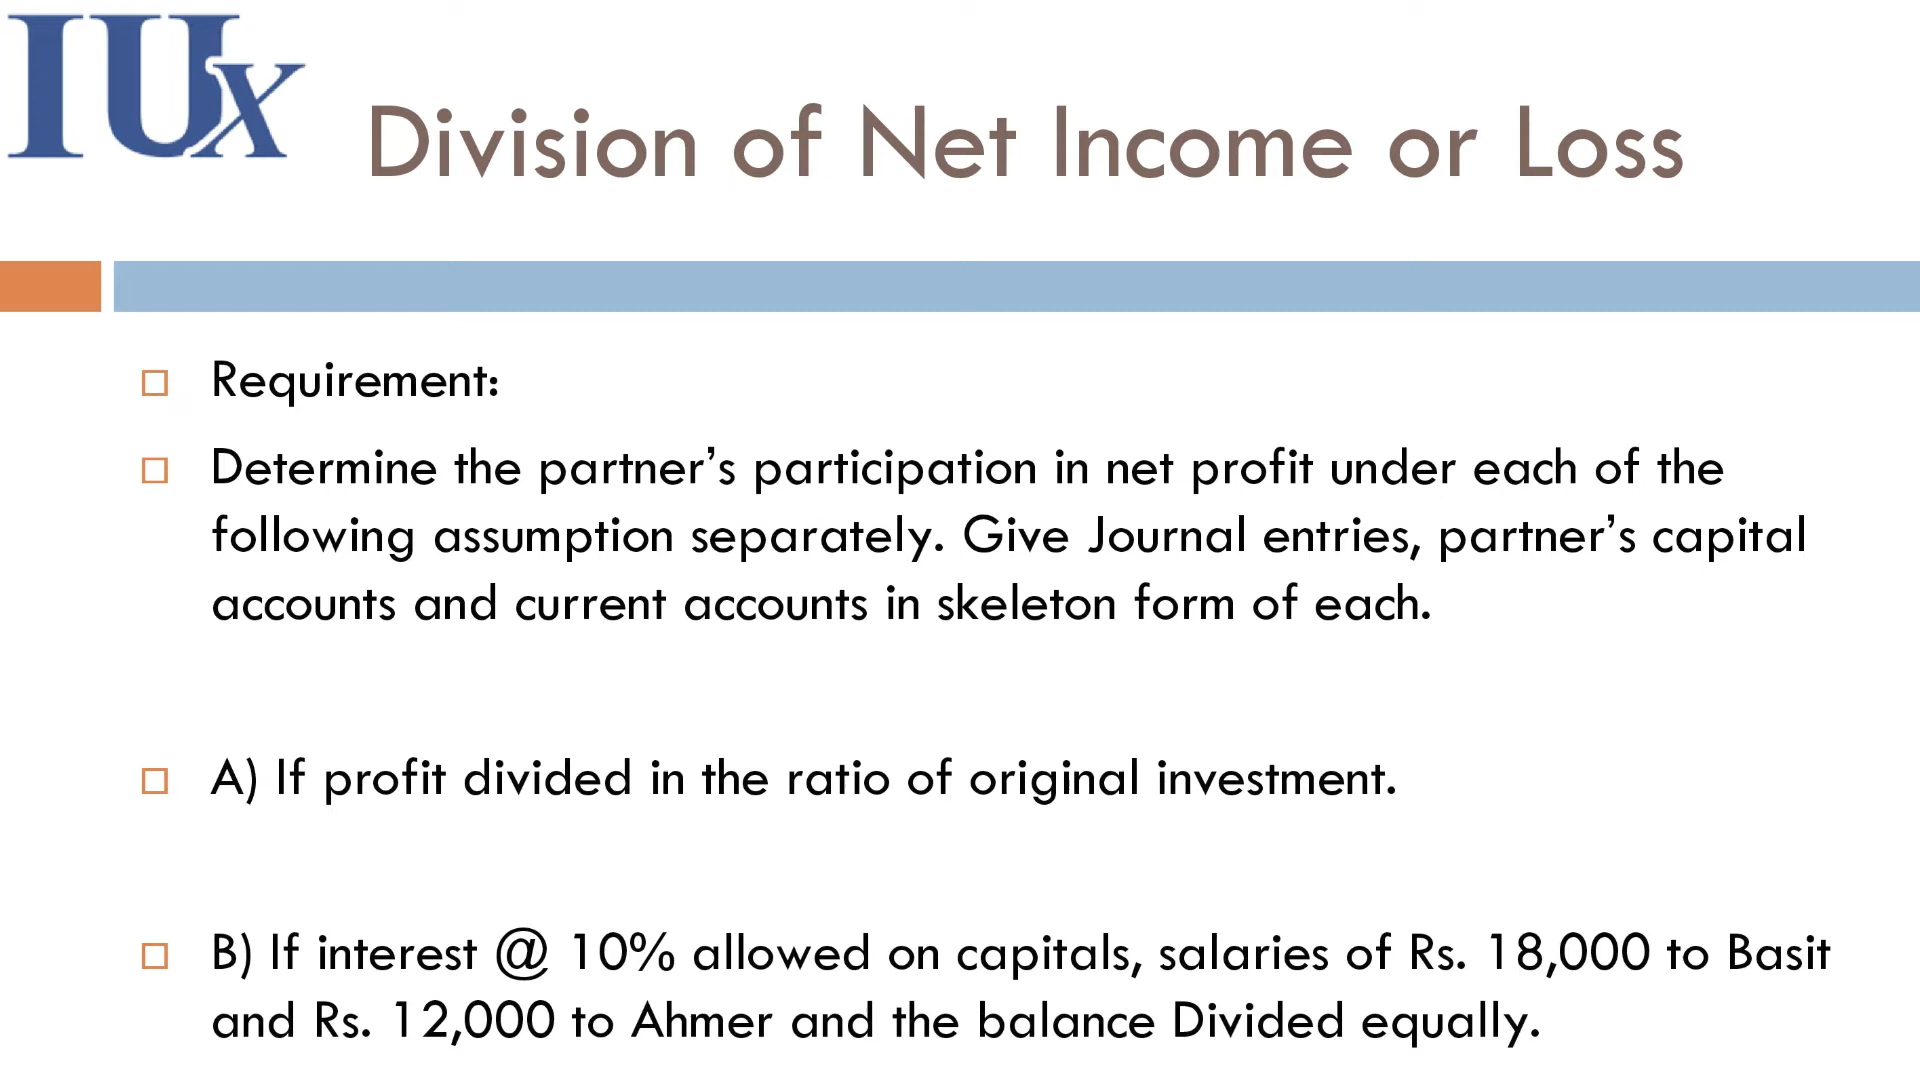 IUx
Division of Net Income or Loss
Requirement:
Determine the partner’s participation in net profit under each of the
following assumption separately. Give Journal entries, partner’s capital
accounts and current accounts in skeleton form of each.
A) If profit divided in the ratio of original investment.
B) If interest @ 10% allowed on capitals, salaries of Rs. 18,000 to Basit
and Rs. 12,000 to Ahmer and the balance Divided equally.